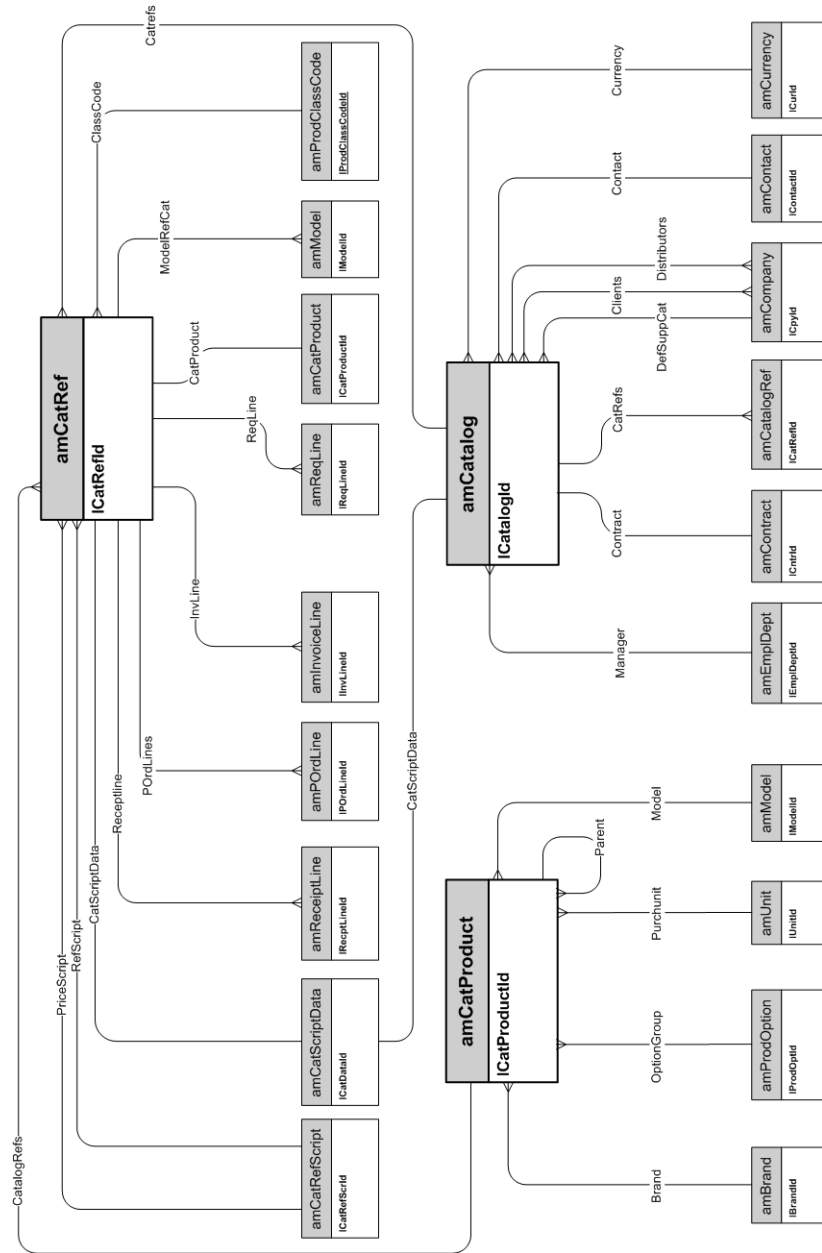 CatalogRefs
amCatRef
lCatRefId
PriceScript
RefScript
CatScriptData
Receptline
POrdLines
InvLine
ReqLine
CatProduct
ModelRefCat
ClassCode
Catrefs
amCatRefScript
lCatRefScrId
amCatScriptData
lCatDataId
amReceiptLine
lRecptLineId
amPOrdLine
lPOrdLineId
amInvoiceLine
lInvLineId
amReqLine
lReqLineId
amCatProduct
lCatProductId
amModel
lModelId
amProdClassCode
lProdClassCodeId
CatScriptData
amCatProduct
lCatProductId
amCatalog
lCatalogId
Parent
Brand
OptionGroup
Purchunit
Model
Manager
Contract
CatRefs
DefSuppCat
Clients
Distributors
Contact
Currency
amBrand
lBrandId
amProdOption
lProdOptId
amUnit
lUnitId
amModel
lModelId
amEmplDept
lEmplDeptId
amContract
lCntrId
amCatalogRef
lCatRefId
amCompany
lCpyId
amContact
lContactId
amCurrency
lCurId